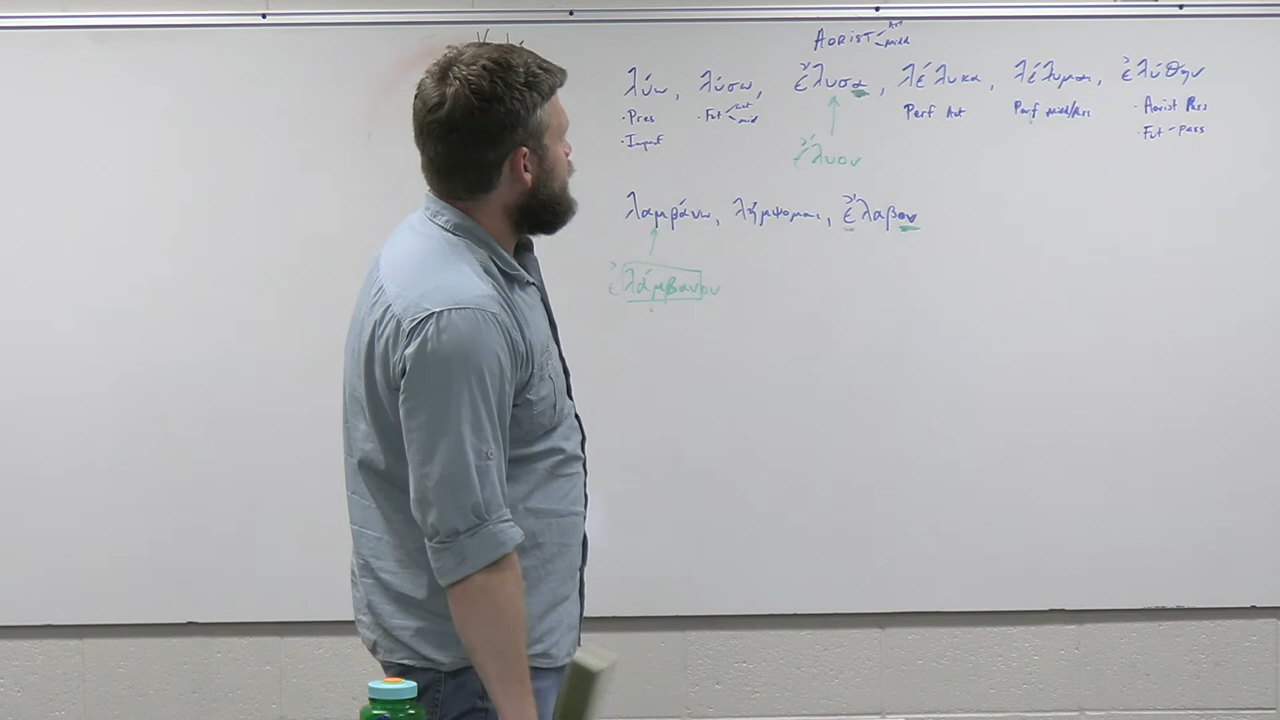 Aorist Act
Midd
λύω, λύσω, ἔλυσα, λέλυκα, λέλυμαι, ἐλύθην
· Pres · Fut Act mid Perf Act Perf Mid/Pass · Aorist Pass
· Impf · Fut - pass
ἔλυον
λαμβάνω, λήμψομαι, ἔλαβον
ἐλάμβανον